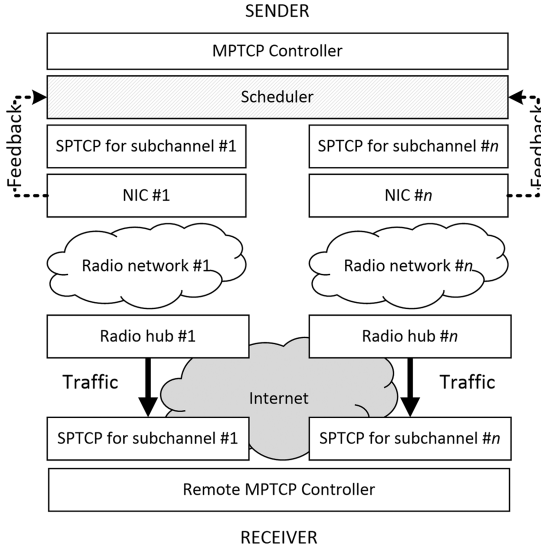 SENDER
MPTCP Controller
Scheduler
Feedback
Feedback
SPTCP for subchannel #1
SPTCP for subchannel #n
NIC #1
NIC #n
Radio network #1
Radio network #n
Radio hub #1
Radio hub #n
Traffic
Traffic
Internet
SPTCP for subchannel #1
SPTCP for subchannel #n
Remote MPTCP Controller
RECEIVER